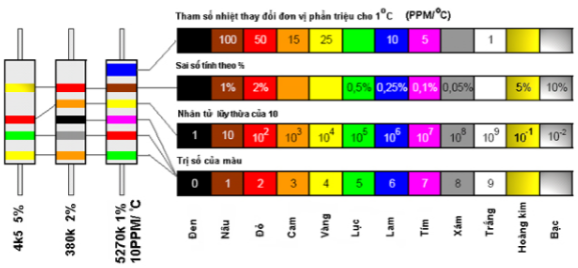 Tham số nhiệt thay đổi đơn vị phần triệu cho 1°C (PPM/°C)
100 50 15 25 10 5 1
Sai số tính theo %
1% 2% 0,5% 0,25% 0,1% 0,05% 5% 10%
Nhân tử lũy thừa của 10
1 10 10² 10³ 10⁴ 10⁵ 10⁶ 10⁷ 10⁸ 10⁹ 10⁻¹ 10⁻²
Trị số của màu
0 1 2 3 4 5 6 7 8 9
4k5 5%
380k 2%
5270k 1%
10PPM/°C
Đen
Nâu
Đỏ
Cam
Vàng
Lục
Lam
Tím
Xám
Trắng
Hoàng kim
Bạc